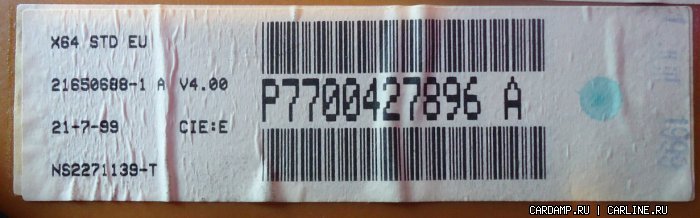 X64 STD EU
21650688-1 A V4.00
P7700427896 A
21-7-99 CIE:E
NS2271139-T
CARDAMP.RU | CARLINE.RU